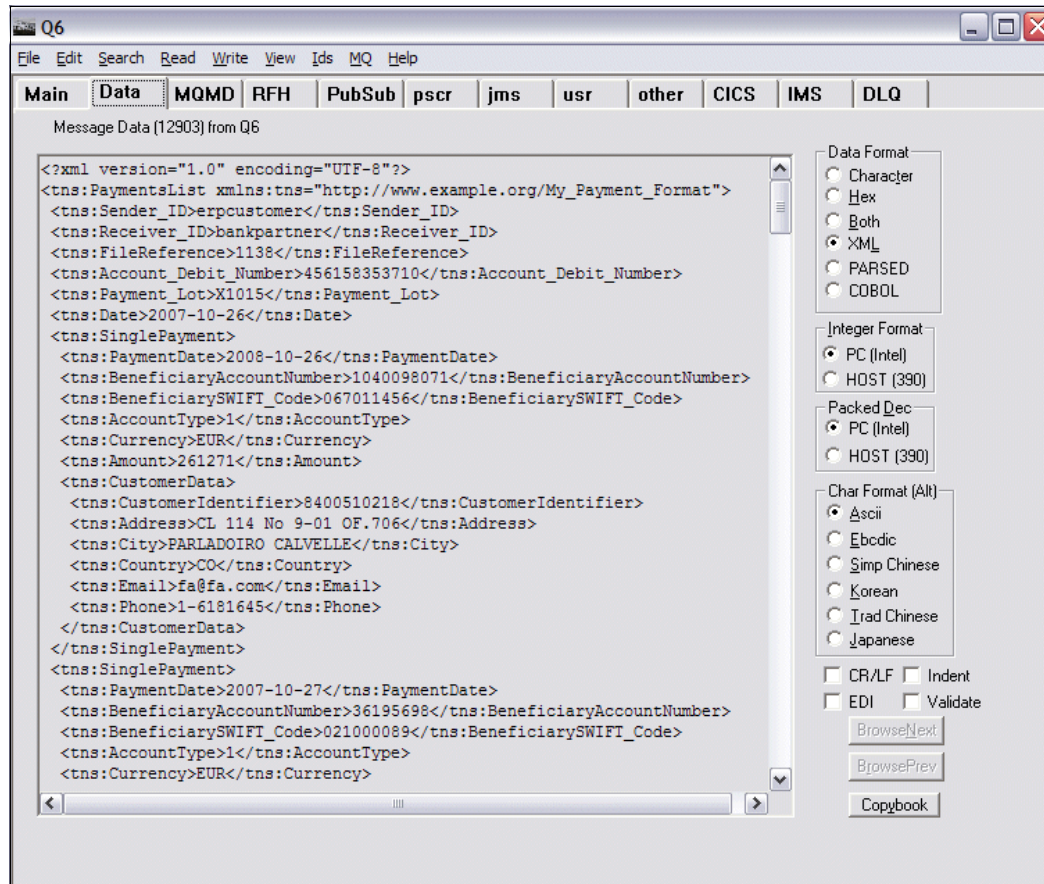 Q6
File Edit Search Read Write View Ids MQ Help
Main Data MQMD RFH PubSub pscr jms usr other CICS IMS DLQ
Message Data (12903) from Q6
<?xml version="1.0" encoding="UTF-8"?>
<tns:PaymentsList xmlns:tns="http://www.example.org/My_Payment_Format">
<tns:Sender_ID>erpcustomer</tns:Sender_ID>
<tns:Receiver_ID>bankpartner</tns:Receiver_ID>
<tns:FileReference>1138</tns:FileReference>
<tns:Account_Debit_Number>456158353710</tns:Account_Debit_Number>
<tns:Payment_Lot>X1015</tns:Payment_Lot>
<tns:Date>2007-10-26</tns:Date>
<tns:SinglePayment>
<tns:PaymentDate>2008-10-26</tns:PaymentDate>
<tns:BeneficiaryAccountNumber>1040098071</tns:BeneficiaryAccountNumber>
<tns:BeneficiarySWIFT_Code>067011456</tns:BeneficiarySWIFT_Code>
<tns:AccountType>1</tns:AccountType>
<tns:Currency>EUR</tns:Currency>
<tns:Amount>261271</tns:Amount>
<tns:CustomerData>
<tns:CustomerIdentifier>8400510218</tns:CustomerIdentifier>
<tns:Address>CL 114 No 9-01 OF.706</tns:Address>
<tns:City>PARLADOIRO CALVELLE</tns:City>
<tns:Country>CO</tns:Country>
<tns:Email>fa@fa.com</tns:Email>
<tns:Phone>1-6181645</tns:Phone>
</tns:CustomerData>
</tns:SinglePayment>
<tns:SinglePayment>
<tns:PaymentDate>2007-10-27</tns:PaymentDate>
<tns:BeneficiaryAccountNumber>36195698</tns:BeneficiaryAccountNumber>
<tns:BeneficiarySWIFT_Code>021000089</tns:BeneficiarySWIFT_Code>
<tns:AccountType>1</tns:AccountType>
<tns:Currency>EUR</tns:Currency>
Data Format
Character
Hex
Both
XML
PARSED
COBOL
Integer Format
PC (Intel)
HOST (390)
Packed Dec
PC (Intel)
HOST (390)
Char Format (Alt)
Ascii
Ebcdic
Simp Chinese
Korean
Trad Chinese
Japanese
CR/LF Indent
EDI Validate
BrowseNext
BrowsePrev
Copybook